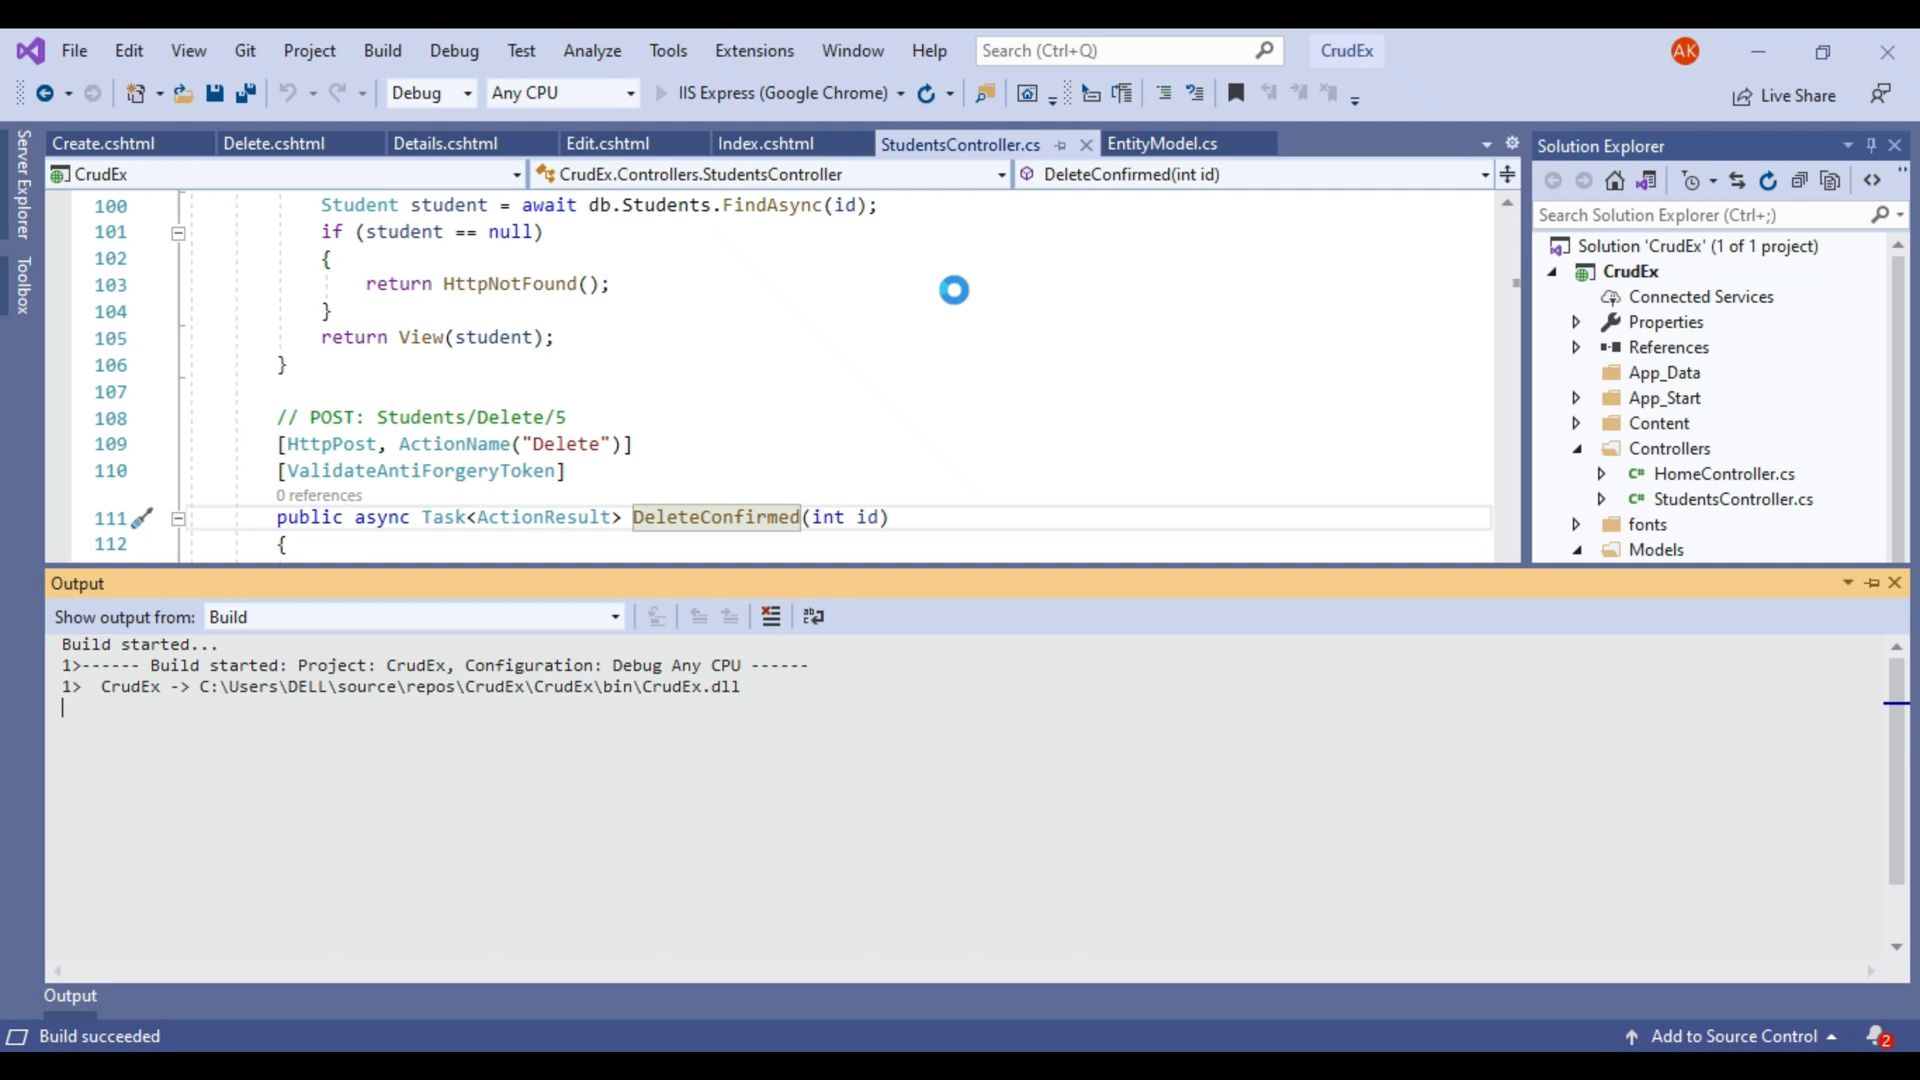 File Edit View Git Project Build Debug Test Analyze Tools Extensions Window Help Search (Ctrl+Q) CrudEx AK
Debug Any CPU IIS Express (Google Chrome) Live Share
Create.cshtml Delete.cshtml Details.cshtml Edit.cshtml Index.cshtml StudentsController.cs EntityModel.cs
CrudEx CrudEx.Controllers.StudentsController DeleteConfirmed(int id)
Server Explorer
Toolbox
100 Student student = await db.Students.FindAsync(id);
101 if (student == null)
102 {
103 return HttpNotFound();
104 }
105 return View(student);
106 }
107
108 // POST: Students/Delete/5
109 [HttpPost, ActionName("Delete")]
110 [ValidateAntiForgeryToken]
0 references
111 public async Task<ActionResult> DeleteConfirmed(int id)
112 {
Solution Explorer
Search Solution Explorer (Ctrl+;)
Solution 'CrudEx' (1 of 1 project)
CrudEx
Connected Services
Properties
References
App_Data
App_Start
Content
Controllers
C# HomeController.cs
C# StudentsController.cs
fonts
Models
Output
Show output from: Build
Build started...
1>------ Build started: Project: CrudEx, Configuration: Debug Any CPU ------
1>  CrudEx -> C:\Users\DELL\source\repos\CrudEx\CrudEx\bin\CrudEx.dll
Output
Build succeeded Add to Source Control 2